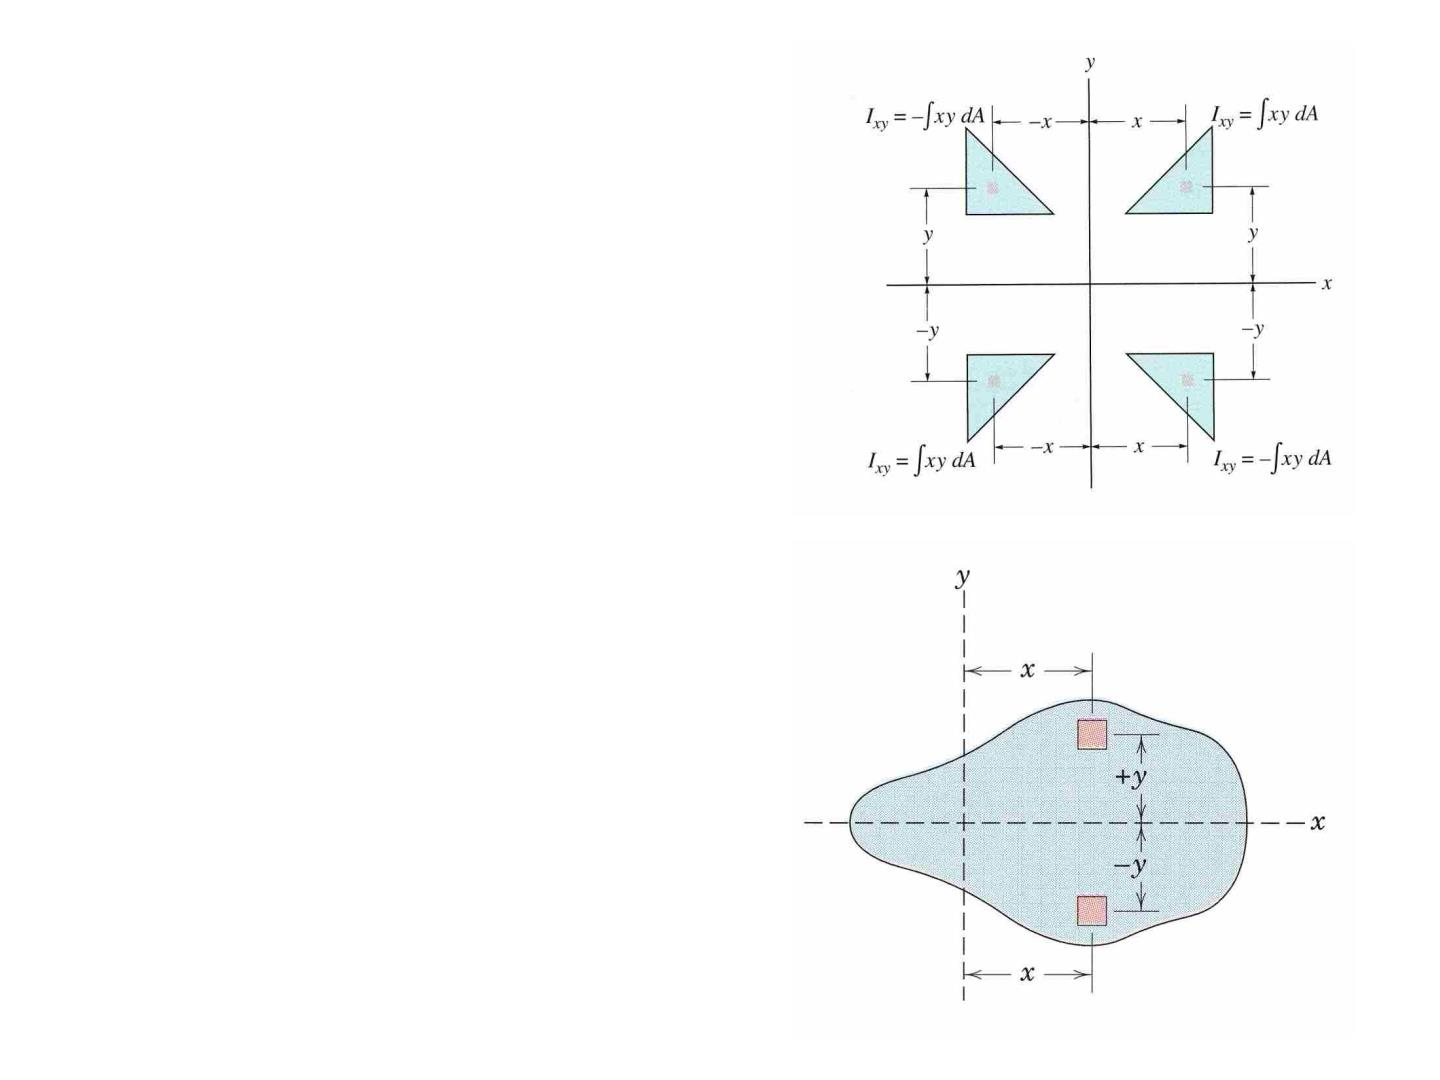 y
I_xy = −∫xy dA
−x
x
I_xy = ∫xy dA
y
y
x
−y
−y
−x
x
I_xy = ∫xy dA
I_xy = −∫xy dA
y
x
+y
x
−y
x